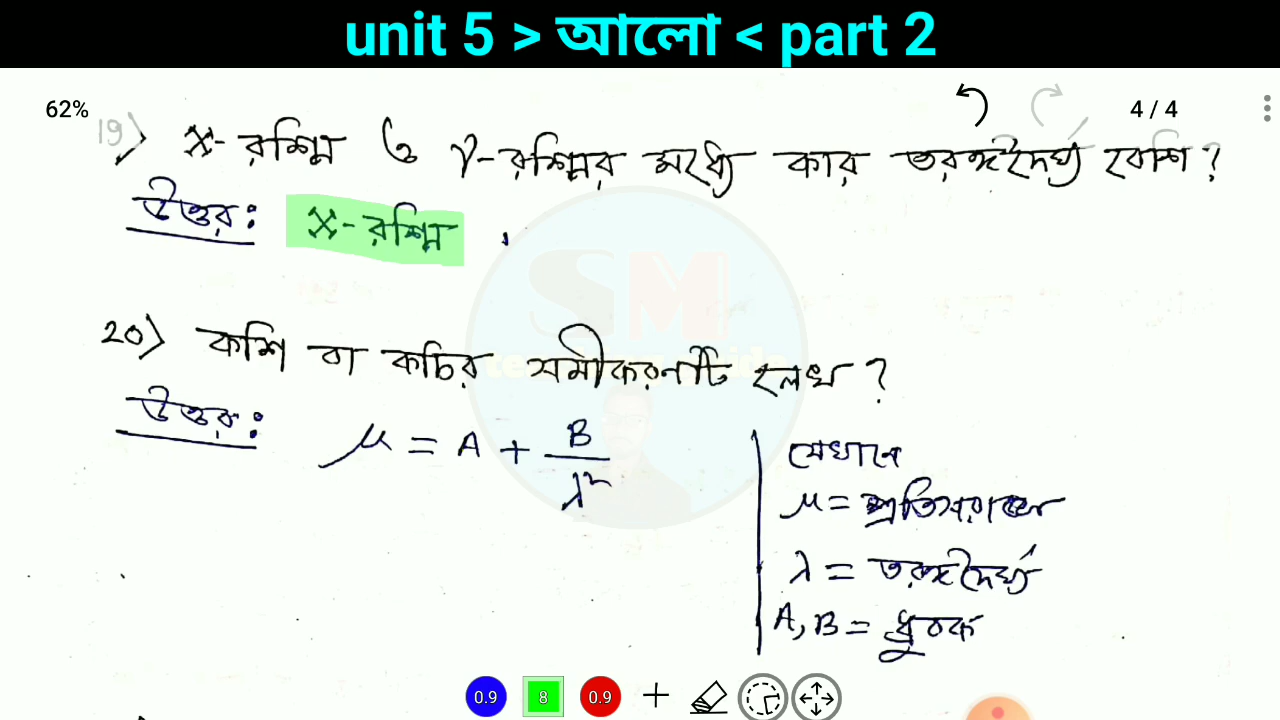 unit 5 > আলো < part 2
62%
4 / 4
19) X- রশ্মি ও γ-রশ্মির মধ্যে কার তরঙ্গদৈর্ঘ্য বেশি ?
উত্তর: X- রশ্মি .
20) কশি বা কচির সমীকরণটি লেখ ?
উত্তর: μ = A + B/λ²
যেখানে
μ = প্রতিসরাঙ্ক
λ = তরঙ্গদৈর্ঘ্য
A, B = ধ্রুবক
SM
0.9 8 0.9